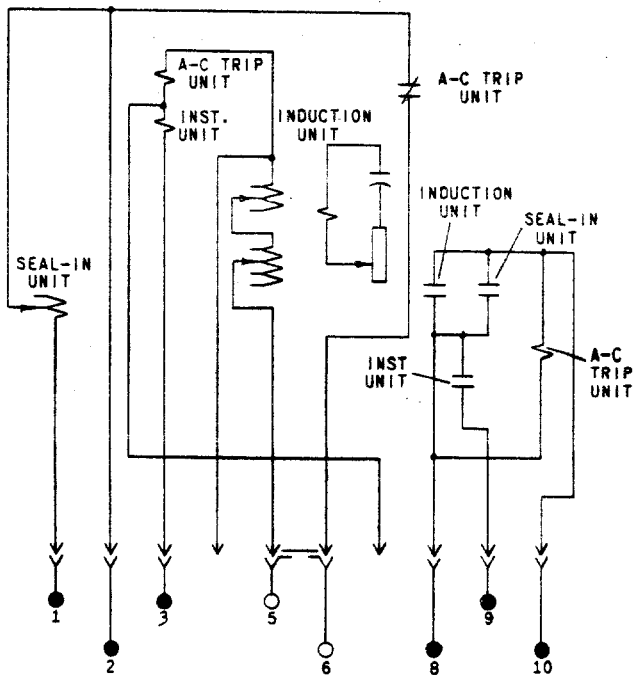 A-C TRIP
UNIT
INST.
UNIT
INDUCTION
UNIT
A-C TRIP
UNIT
INDUCTION
UNIT
SEAL-IN
UNIT
SEAL-IN
UNIT
INST
UNIT
A-C
TRIP
UNIT
1
3
5
9
2
6
8
10